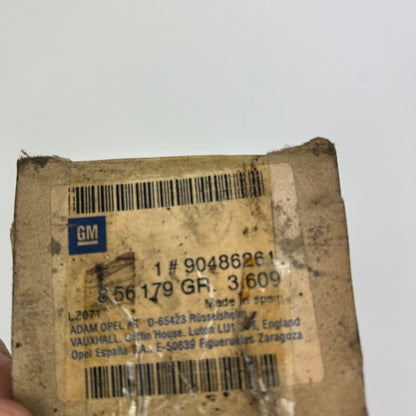 GM
1 # 90486261
8 56 179 GR. 3,609
LZ071 Made in spain
ADAM OPEL AG D-65423 Rüsselsheim
VAUXHALL, Griffin House, Luton LU1 England
Opel España S.A., E-50639 Figueruelas Zaragoza